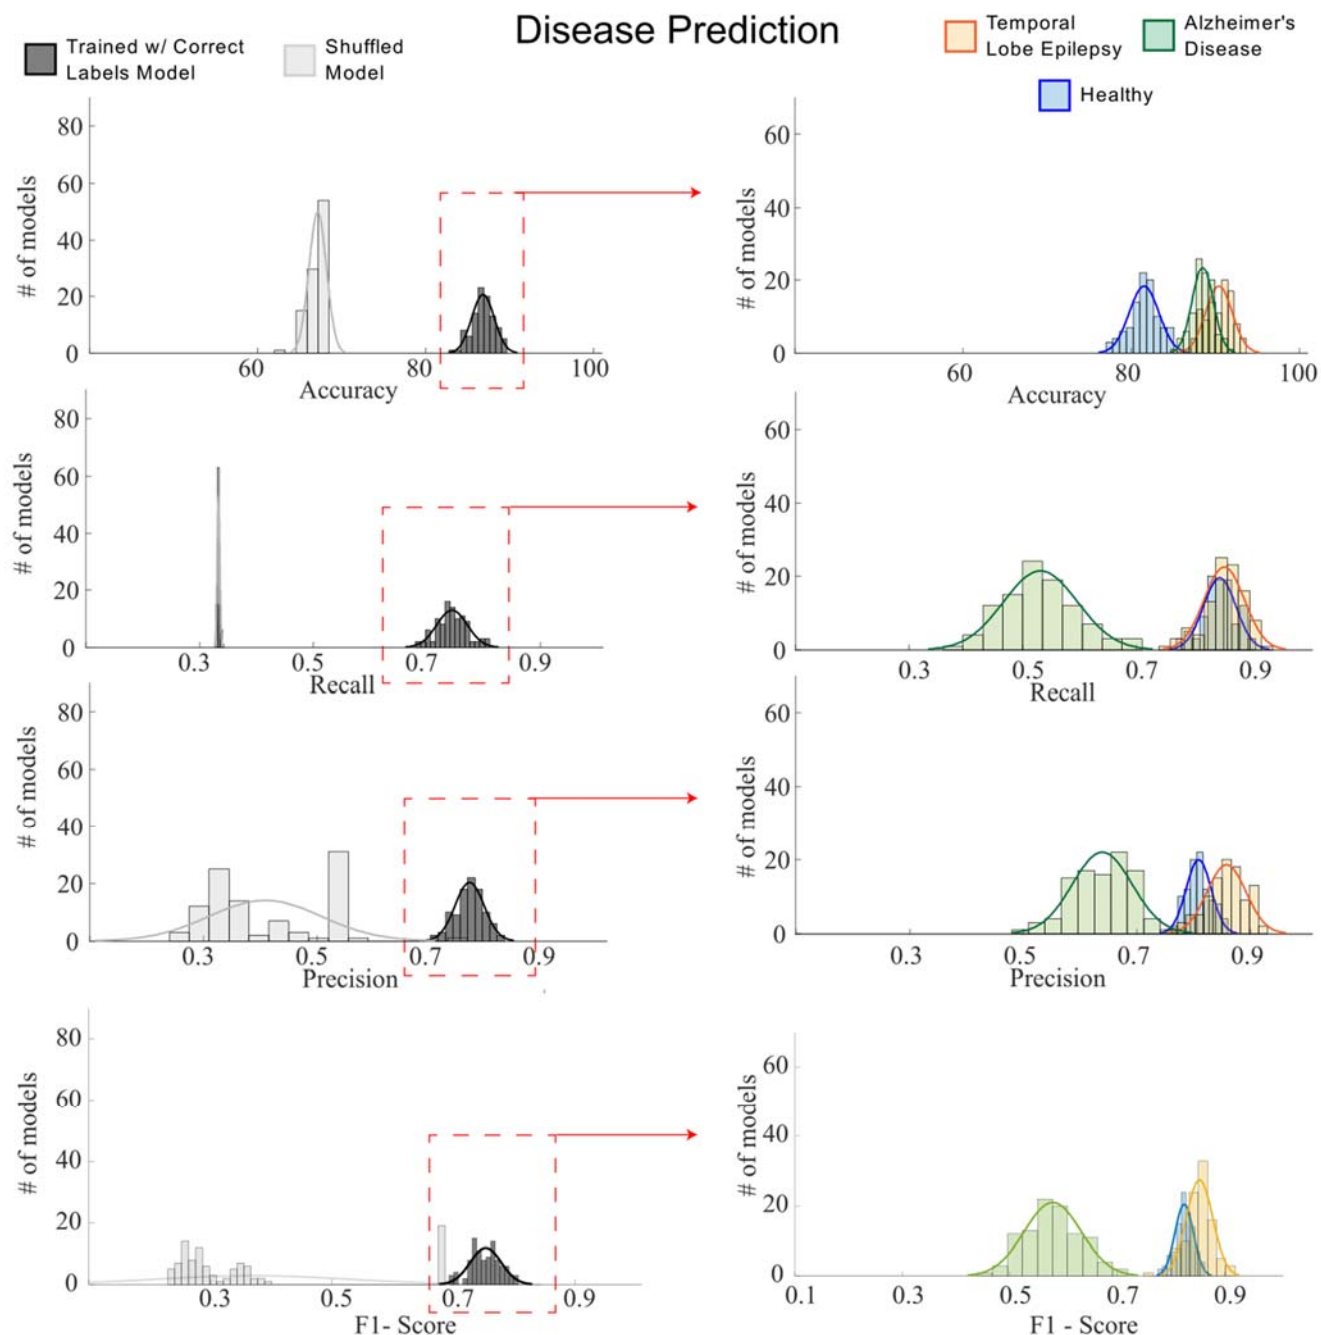 Disease Prediction
Trained w/ Correct
Labels Model
Shuffled
Model
Temporal
Lobe Epilepsy
Alzheimer's
Disease
Healthy
# of models
80
60
40
20
0
60
80
100
Accuracy
# of models
60
40
20
0
60
80
100
Accuracy
# of models
80
60
40
20
0
0.3
0.5
0.7
0.9
Recall
# of models
60
40
20
0
0.3
0.5
0.7
0.9
Recall
# of models
80
60
40
20
0
0.3
0.5
0.7
0.9
Precision
# of models
60
40
20
0
0.3
0.5
0.7
0.9
Precision
# of models
80
60
40
20
0
0.3
0.5
0.7
0.9
F1- Score
# of models
60
40
20
0
0.1
0.3
0.5
0.7
0.9
F1 - Score